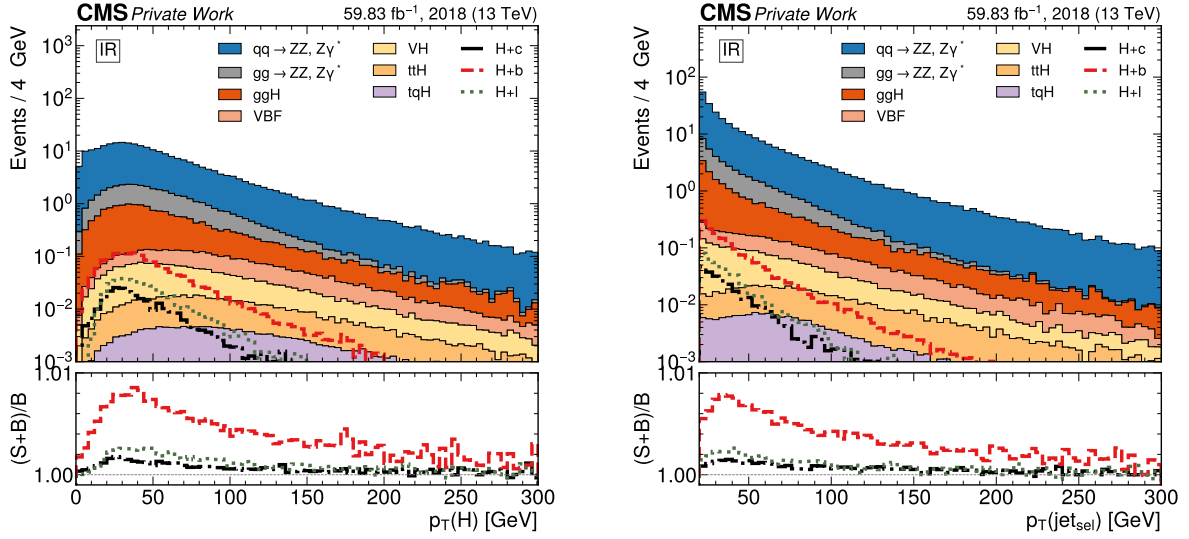 CMS Private Work 59.83 fb⁻¹, 2018 (13 TeV)
IR
qq→ZZ, Zγ*
gg→ZZ, Zγ*
ggH
VBF
VH
ttH
tqH
H+c
H+b
H+l
Events / 4 GeV
10³
10²
10¹
10⁰
10⁻¹
10⁻²
10⁻³
(S+B)/B
1.01
1.00
0 50 100 150 200 250 300
p_T(H) [GeV]
CMS Private Work 59.83 fb⁻¹, 2018 (13 TeV)
IR
qq→ZZ, Zγ*
gg→ZZ, Zγ*
ggH
VBF
VH
ttH
tqH
H+c
H+b
H+l
Events / 4 GeV
10²
10¹
10⁰
10⁻¹
10⁻²
10⁻³
(S+B)/B
1.01
1.00
50 100 150 200 250 300
p_T(jet_sel) [GeV]